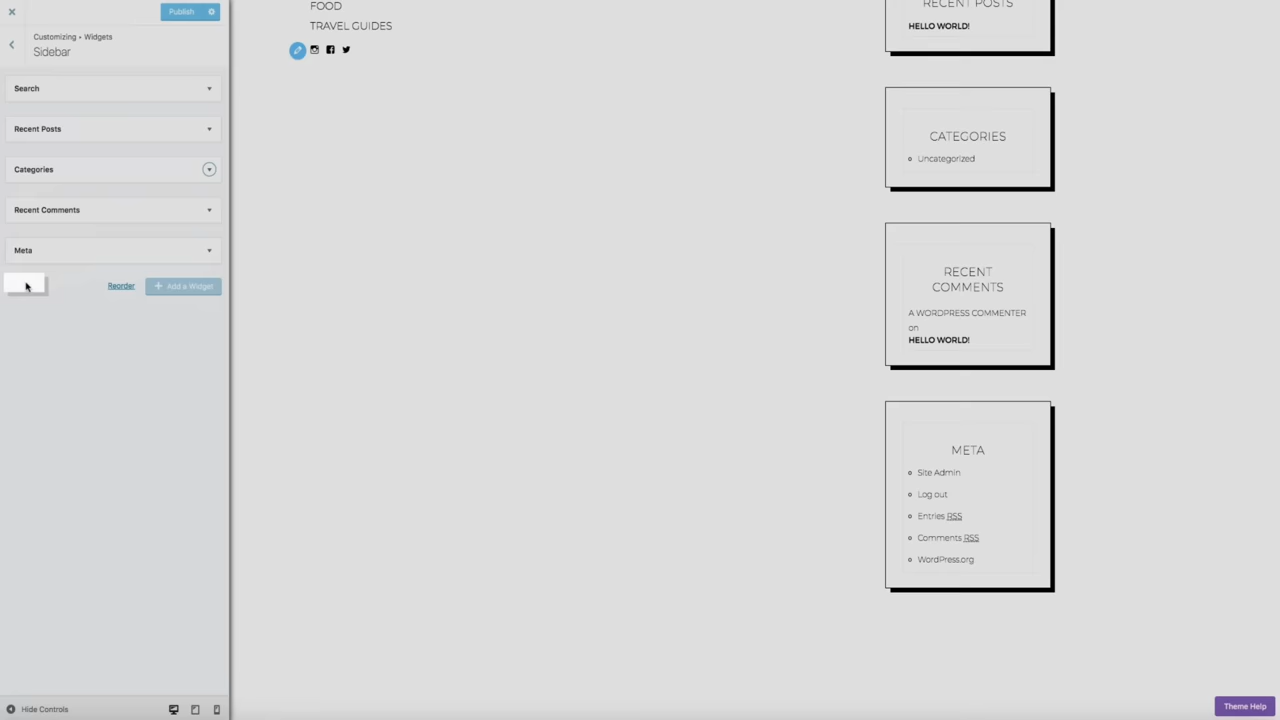 Publish
Customizing ▸ Widgets
Sidebar
Search
Recent Posts
Categories
Recent Comments
Meta
Reorder
Add a Widget
Hide Controls
FOOD
TRAVEL GUIDES
RECENT POSTS
HELLO WORLD!
CATEGORIES
Uncategorized
RECENT
COMMENTS
A WORDPRESS COMMENTER
on
HELLO WORLD!
META
Site Admin
Log out
Entries RSS
Comments RSS
WordPress.org
Theme Help